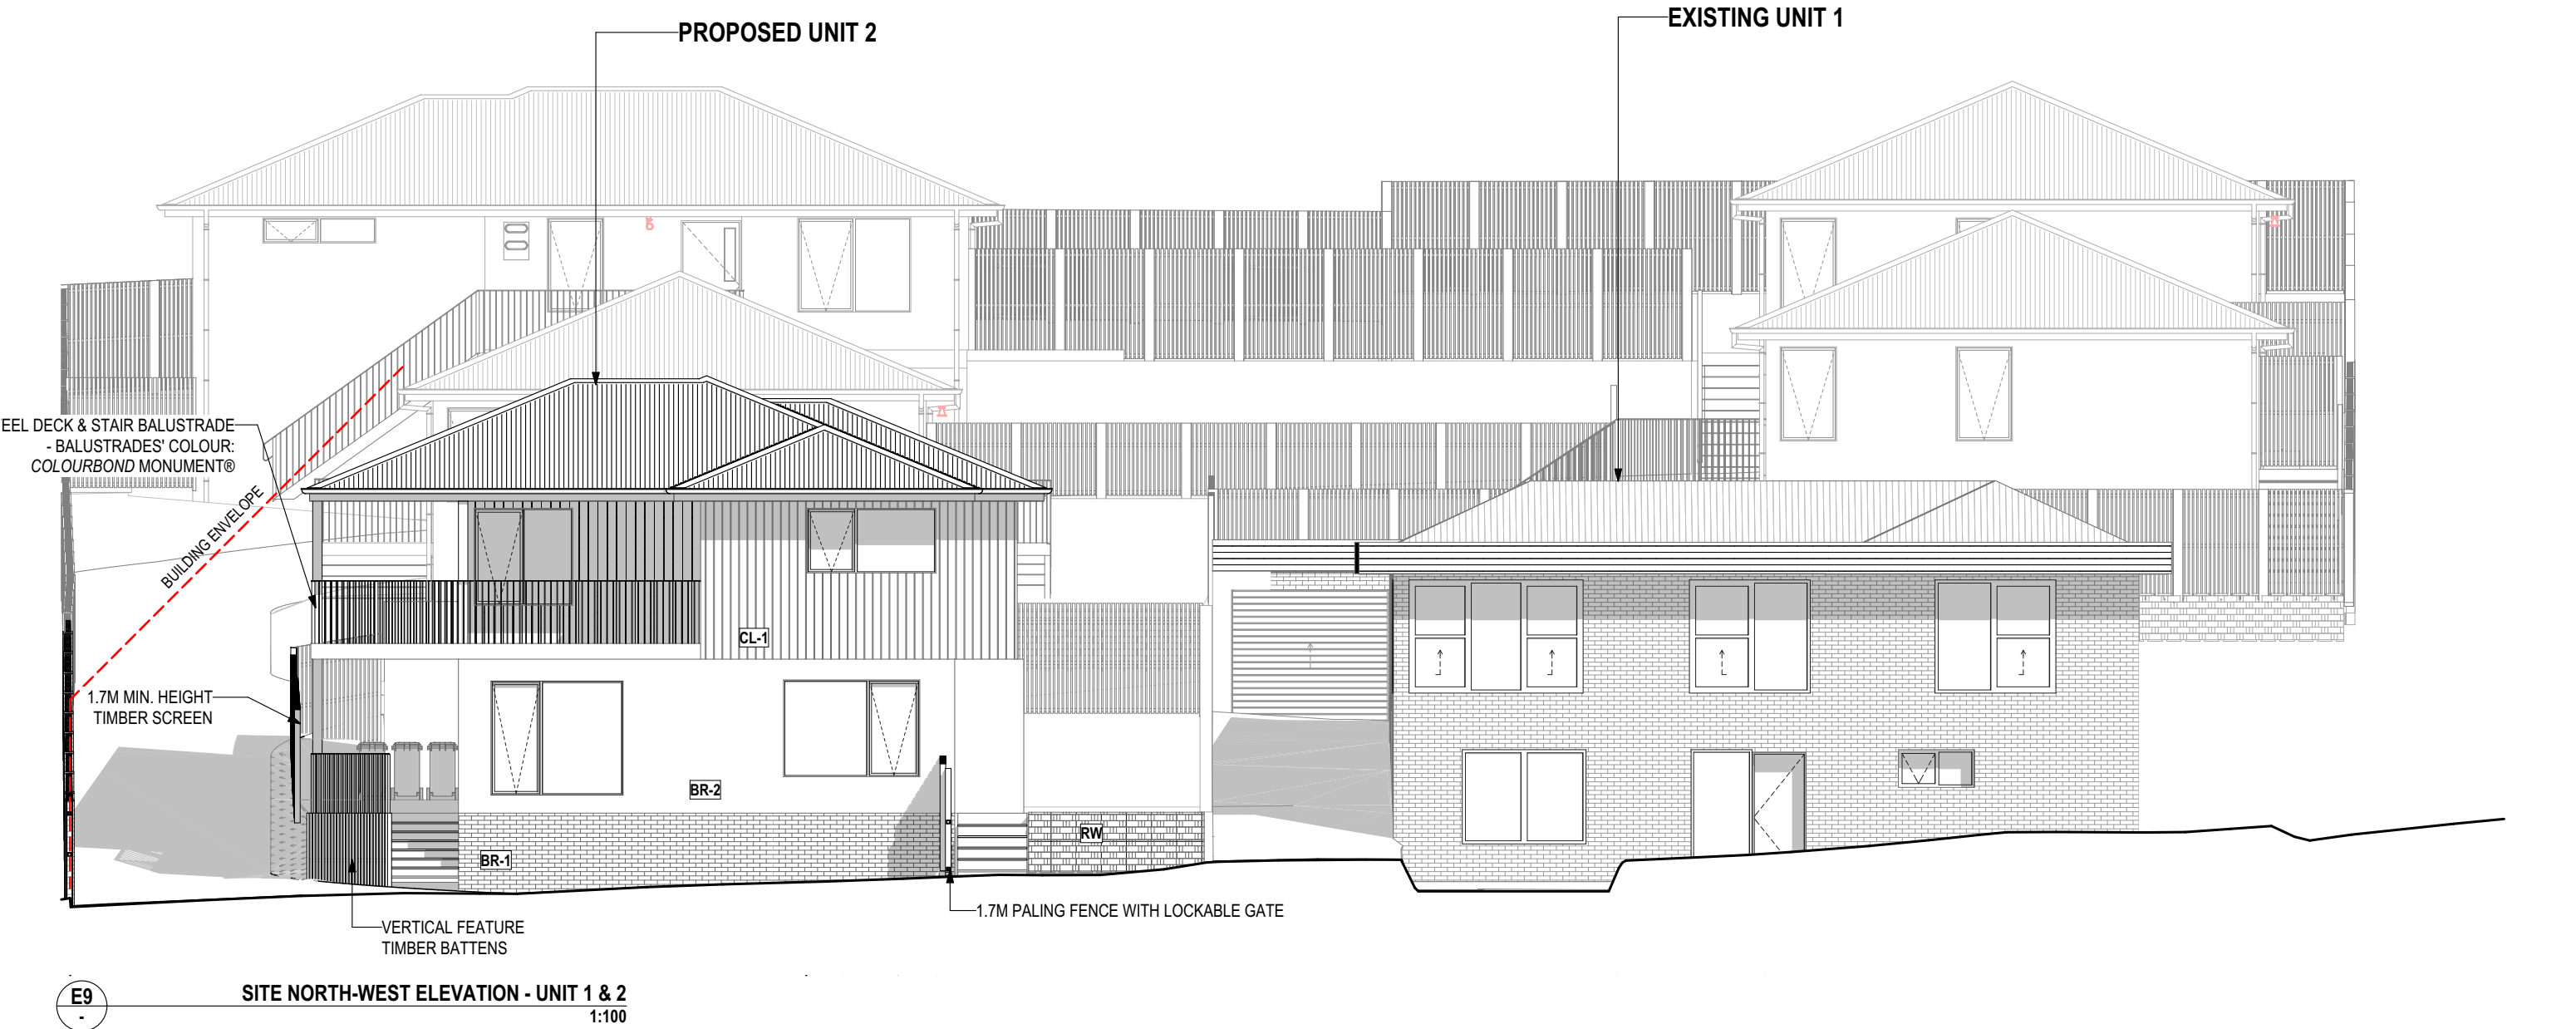 EXISTING UNIT 1
PROPOSED UNIT 2
EEL DECK & STAIR BALUSTRADE
- BALUSTRADES' COLOUR:
COLOURBOND MONUMENT®
BUILDING ENVELOPE
CL-1
1.7M MIN. HEIGHT
TIMBER SCREEN
BR-2
RW
BR-1
1.7M PALING FENCE WITH LOCKABLE GATE
VERTICAL FEATURE
TIMBER BATTENS
E9
-
SITE NORTH-WEST ELEVATION - UNIT 1 & 2
1:100